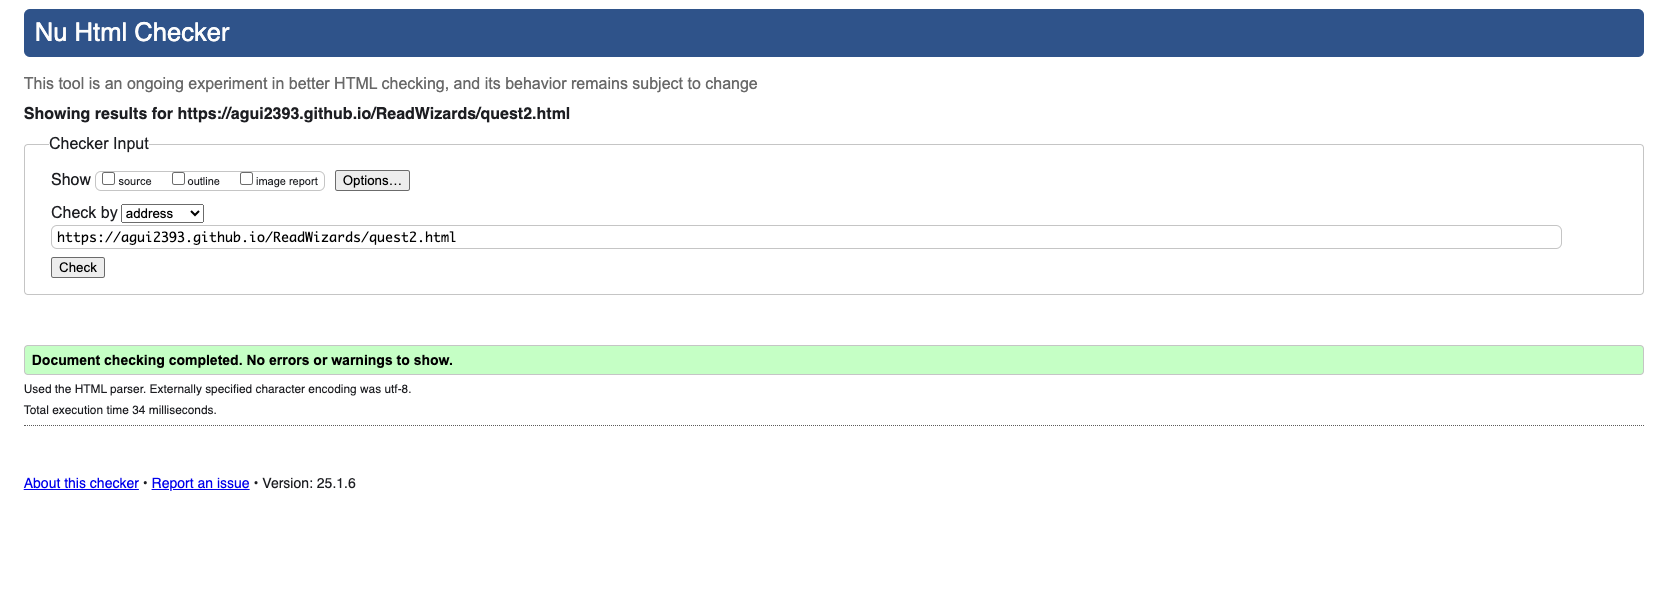 Nu Html Checker
This tool is an ongoing experiment in better HTML checking, and its behavior remains subject to change
Showing results for https://agui2393.github.io/ReadWizards/quest2.html
Checker Input
Show source outline image report Options...
Check by address
https://agui2393.github.io/ReadWizards/quest2.html
Check
Document checking completed. No errors or warnings to show.
Used the HTML parser. Externally specified character encoding was utf-8.
Total execution time 34 milliseconds.
About this checker • Report an issue • Version: 25.1.6